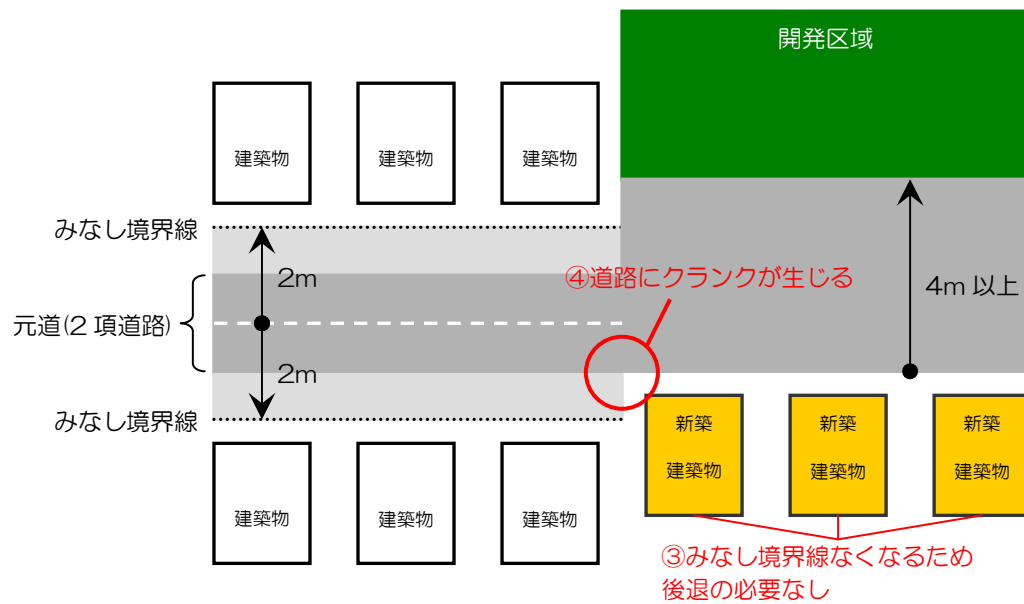 開発区域
建築物
建築物
建築物
みなし境界線
2m
④道路にクランクが生じる
4m 以上
元道(2 項道路)
2m
みなし境界線
新築
建築物
新築
建築物
新築
建築物
建築物
建築物
建築物
③みなし境界線なくなるため
後退の必要なし